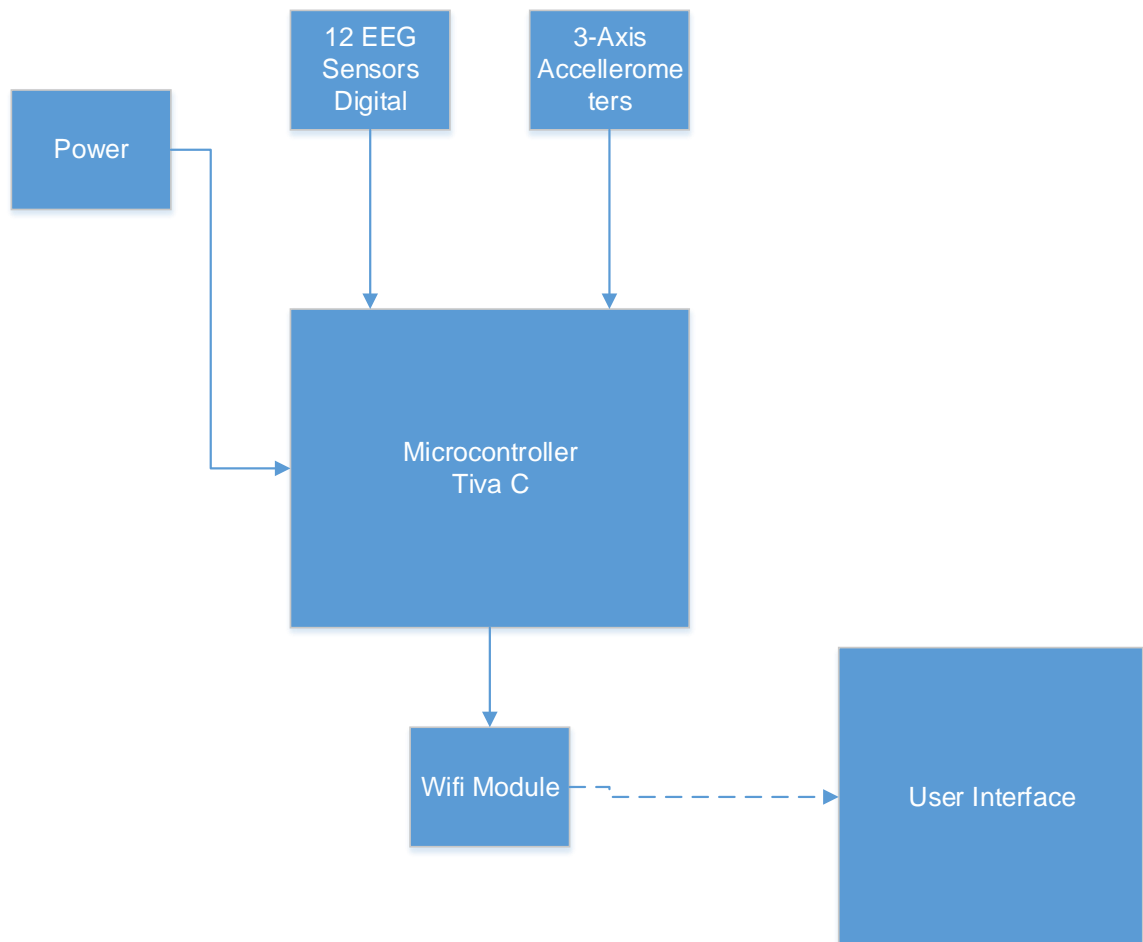 12 EEG
Sensors
Digital
3-Axis
Accellerome
ters
Power
Microcontroller
Tiva C
Wifi Module
User Interface